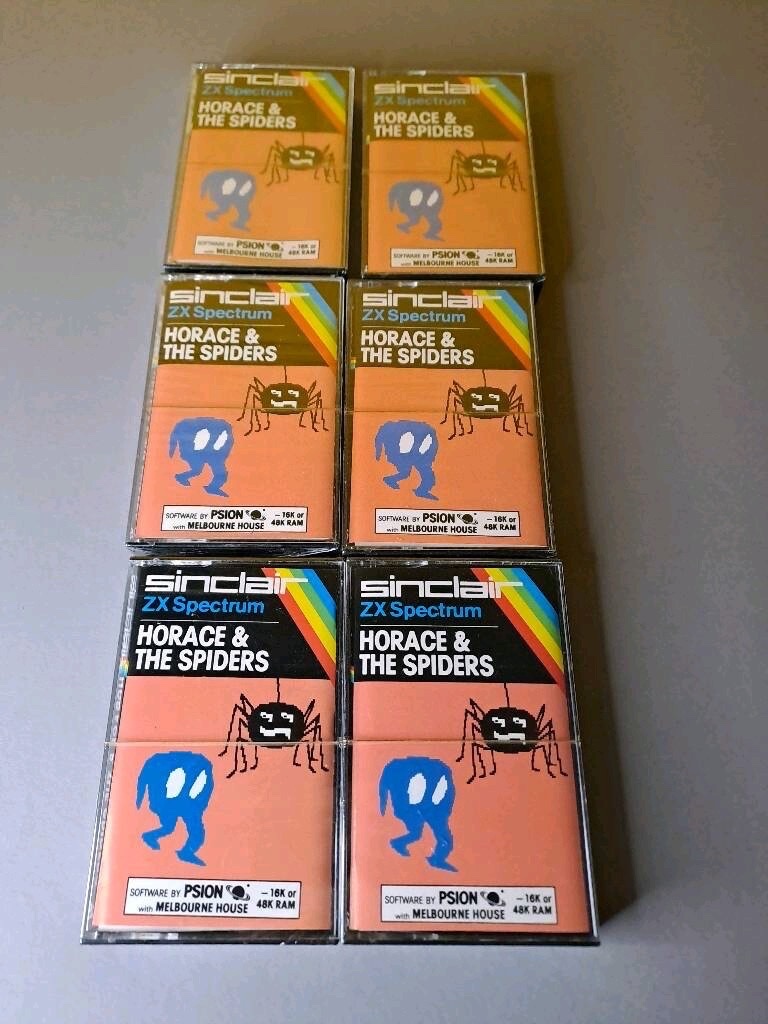 sinclair
ZX Spectrum
HORACE &
THE SPIDERS
SOFTWARE BY PSION
with MELBOURNE HOUSE
– 16K or
48K RAM
sinclair
ZX Spectrum
HORACE &
THE SPIDERS
SOFTWARE BY PSION
with MELBOURNE HOUSE
– 16K or
48K RAM
sinclair
ZX Spectrum
HORACE &
THE SPIDERS
SOFTWARE BY PSION
with MELBOURNE HOUSE
– 16K or
48K RAM
sinclair
ZX Spectrum
HORACE &
THE SPIDERS
SOFTWARE BY PSION
with MELBOURNE HOUSE
– 16K or
48K RAM
sinclair
ZX Spectrum
HORACE &
THE SPIDERS
SOFTWARE BY PSION
with MELBOURNE HOUSE
– 16K or
48K RAM
sinclair
ZX Spectrum
HORACE &
THE SPIDERS
SOFTWARE BY PSION
with MELBOURNE HOUSE
– 16K or
48K RAM